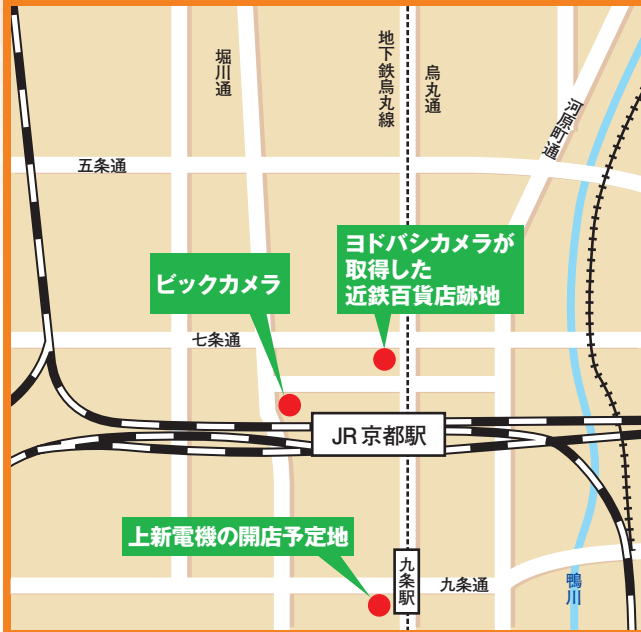 堀川通
地下鉄烏丸線
烏丸通
河原町通
五条通
ヨドバシカメラが
取得した
近鉄百貨店跡地
ビックカメラ
七条通
JR京都駅
上新電機の開店予定地
九条駅
九条通
鴨川